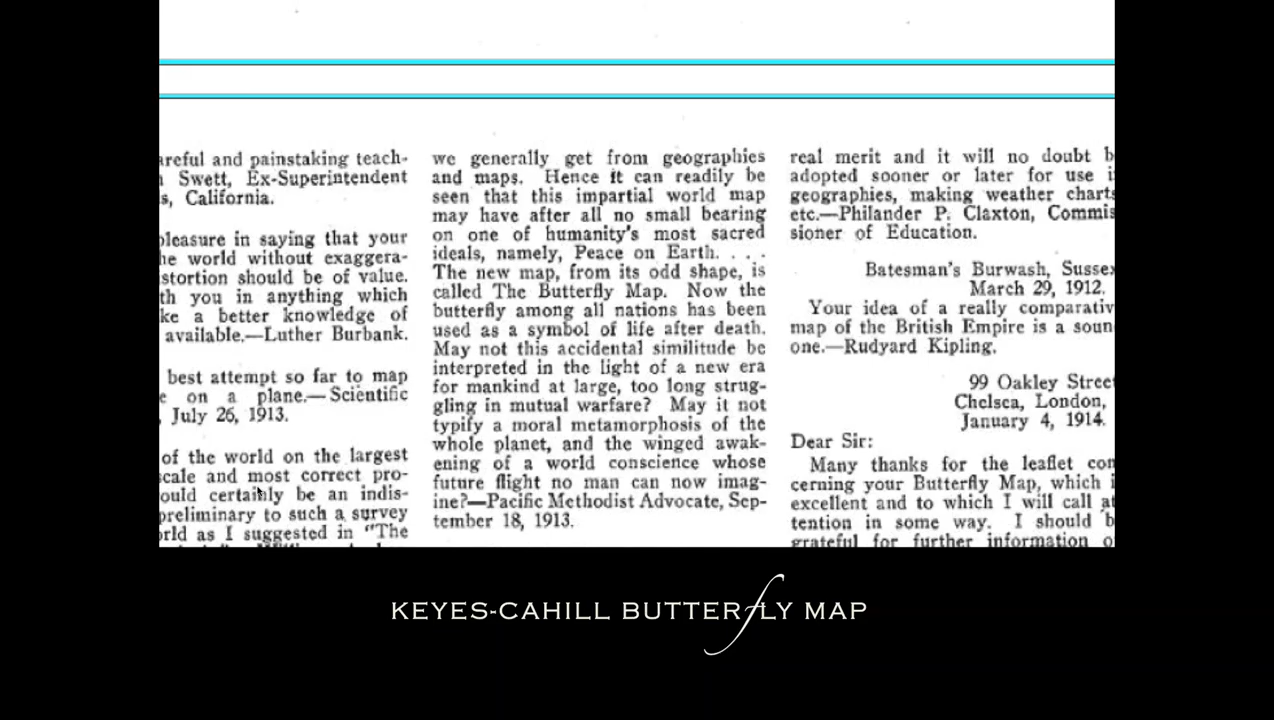 areful and painstaking teach-
Swett, Ex-Superintendent
s, California.
pleasure in saying that your
he world without exaggera-
stortion should be of value.
th you in anything which
ke a better knowledge of
available.—Luther Burbank.
best attempt so far to map
e on a plane.—Scientific
, July 26, 1913.
of the world on the largest
scale and most correct pro-
ould certainly be an indis-
preliminary to such a survey
orld as I suggested in "The
we generally get from geographies
and maps. Hence it can readily be
seen that this impartial world map
may have after all no small bearing
on one of humanity's most sacred
ideals, namely, Peace on Earth. . . .
The new map, from its odd shape, is
called The Butterfly Map. Now the
butterfly among all nations has been
used as a symbol of life after death.
May not this accidental similitude be
interpreted in the light of a new era
for mankind at large, too long strug-
gling in mutual warfare? May it not
typify a moral metamorphosis of the
whole planet, and the winged awak-
ening of a world conscience whose
future flight no man can now imag-
ine?—Pacific Methodist Advocate, Sep-
tember 18, 1913.
real merit and it will no doubt b
adopted sooner or later for use i
geographies, making weather charts
etc.—Philander P. Claxton, Commis
sioner of Education.
Batesman's Burwash, Sussex
March 29, 1912.
Your idea of a really comparativ
map of the British Empire is a soun
one.—Rudyard Kipling.
99 Oakley Street
Chelsea, London,
January 4, 1914.
Dear Sir:
Many thanks for the leaflet con
cerning your Butterfly Map, which i
excellent and to which I will call at
tention in some way. I should b
grateful for further information o
KEYES-CAHILL BUTTERFLY MAP